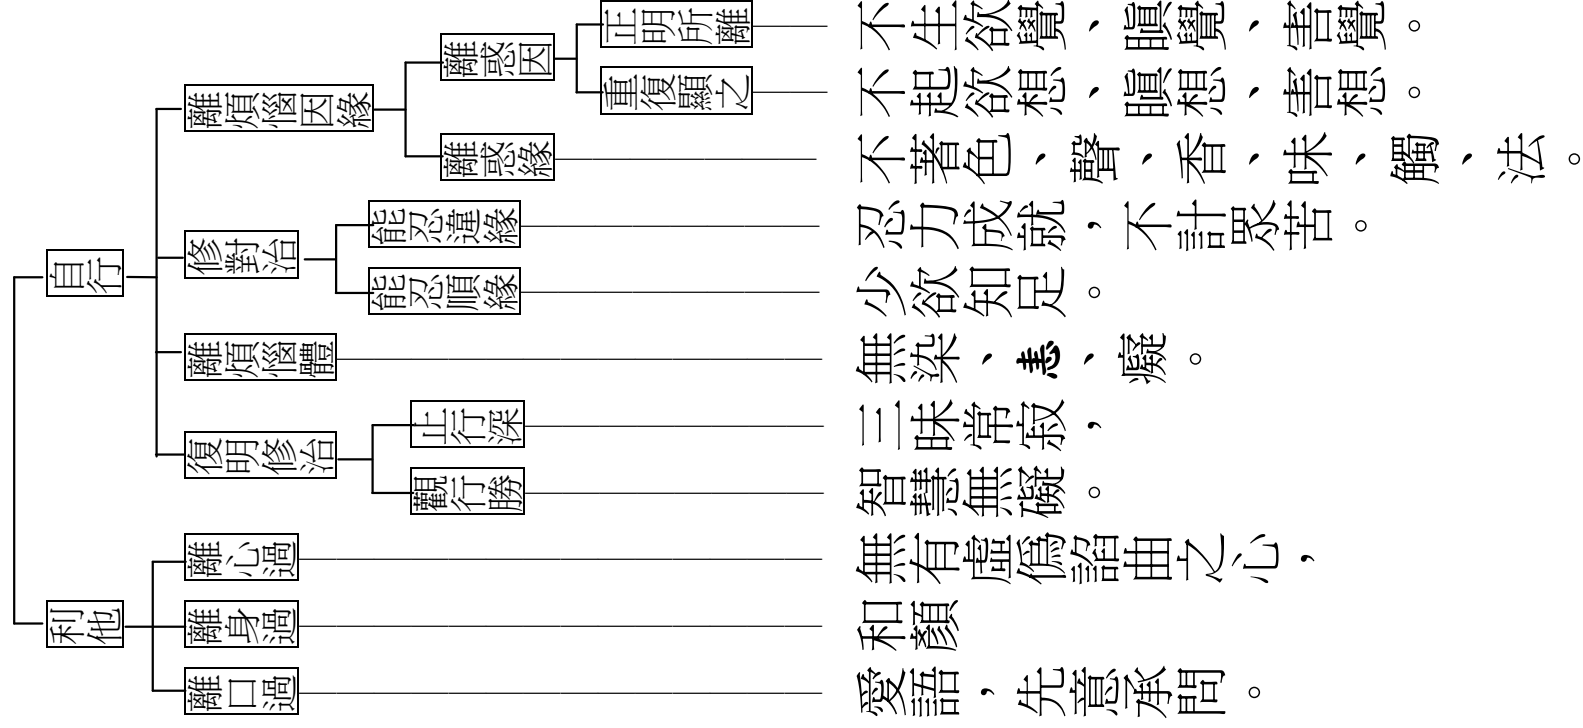 自行
離煩惱因緣
離惑因
正明所離
不生欲覺、瞋覺、害覺。
重復顯之
不起欲想、瞋想、害想。
離惑緣
不著色、聲、香、味、觸、法。
修對治
能忍違緣
忍力成就,不計眾苦。
能忍順緣
少欲知足。
離煩惱體
無染、恚、癡。
復明修治
止行深
三昧常寂,
觀行勝
智慧無礙。
利他
離心過
無有虛偽諂曲之心,
離身過
和顏
離口過
愛語,先意承問。